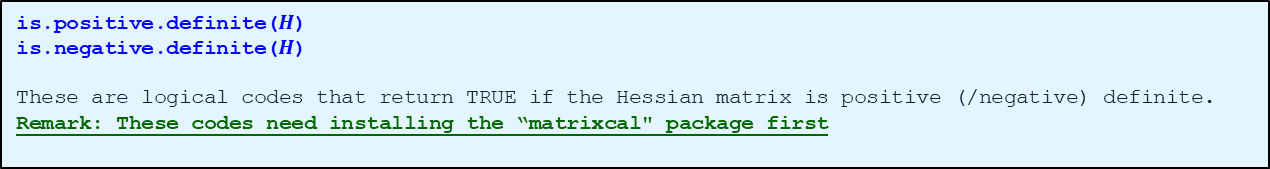 is.positive.definite(H)
is.negative.definite(H)
These are logical codes that return TRUE if the Hessian matrix is positive (/negative) definite.
Remark: These codes need installing the “matrixcal" package first